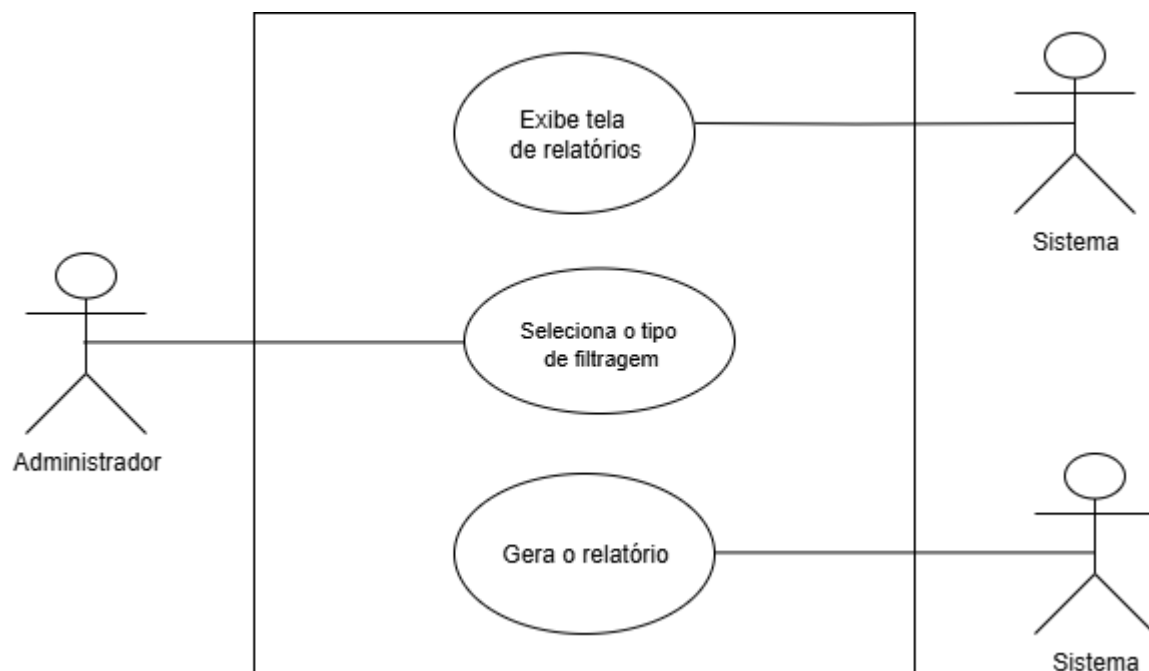 Exibe tela
de relatórios
Sistema
Seleciona o tipo
de filtragem
Administrador
Gera o relatório
Sistema